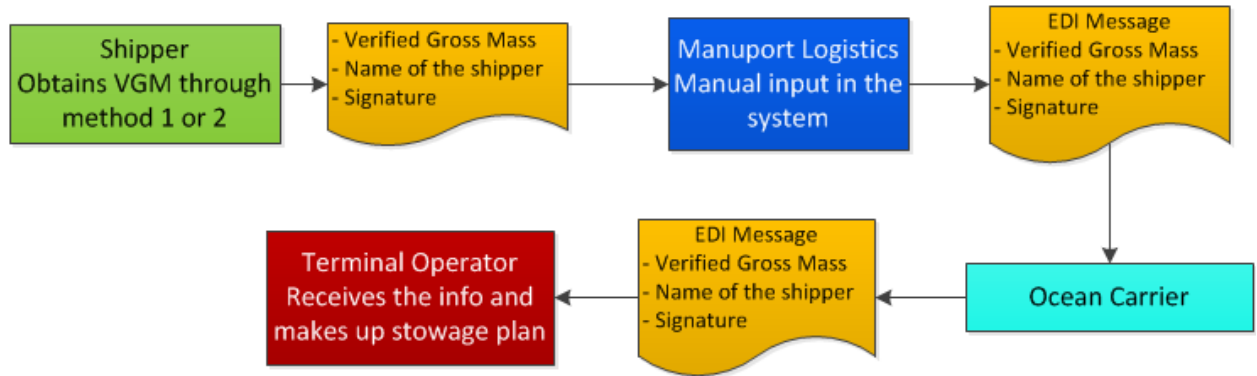 Shipper
Obtains VGM through
method 1 or 2
- Verified Gross Mass
- Name of the shipper
- Signature
Manuport Logistics
Manual input in the
system
EDI Message
- Verified Gross Mass
- Name of the shipper
- Signature
Ocean Carrier
EDI Message
- Verified Gross Mass
- Name of the shipper
- Signature
Terminal Operator
Receives the info and
makes up stowage plan